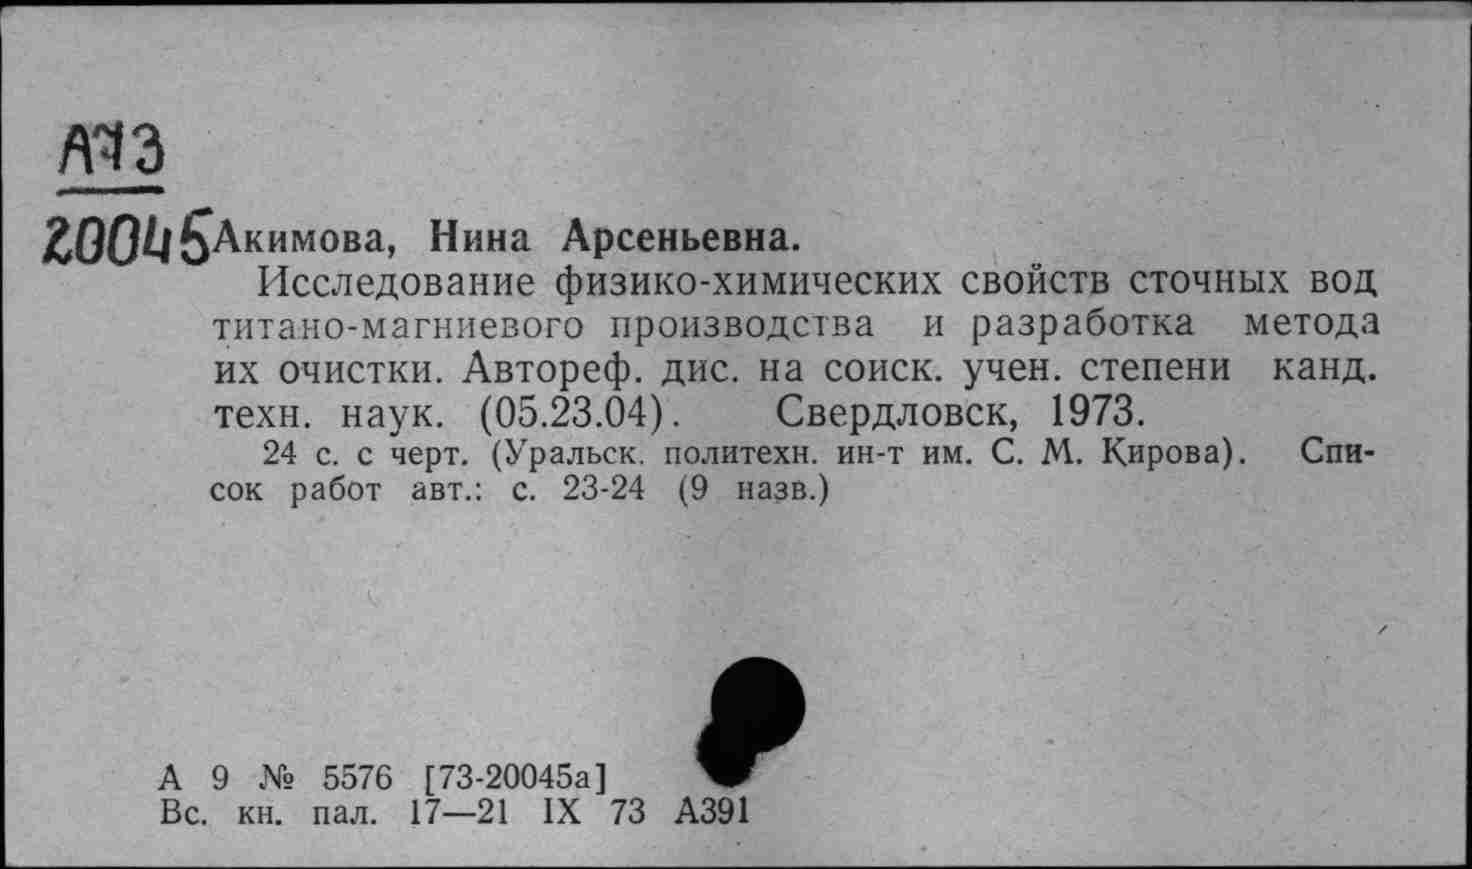 А73
20045
Акимова, Нина Арсеньевна.
Исследование физико-химических свойств сточных вод
титано-магниевого производства и разработка метода
их очистки. Автореф. дис. на соиск. учен. степени канд.
техн. наук. (05.23.04). Свердловск, 1973.
24 с. с черт. (Уральск. политехн. ин-т им. С. М. Кирова). Спи-
сок работ авт.: с. 23-24 (9 назв.)
А 9 № 5576 [73-20045а]
Вс. кн. пал. 17—21 IX 73 А391